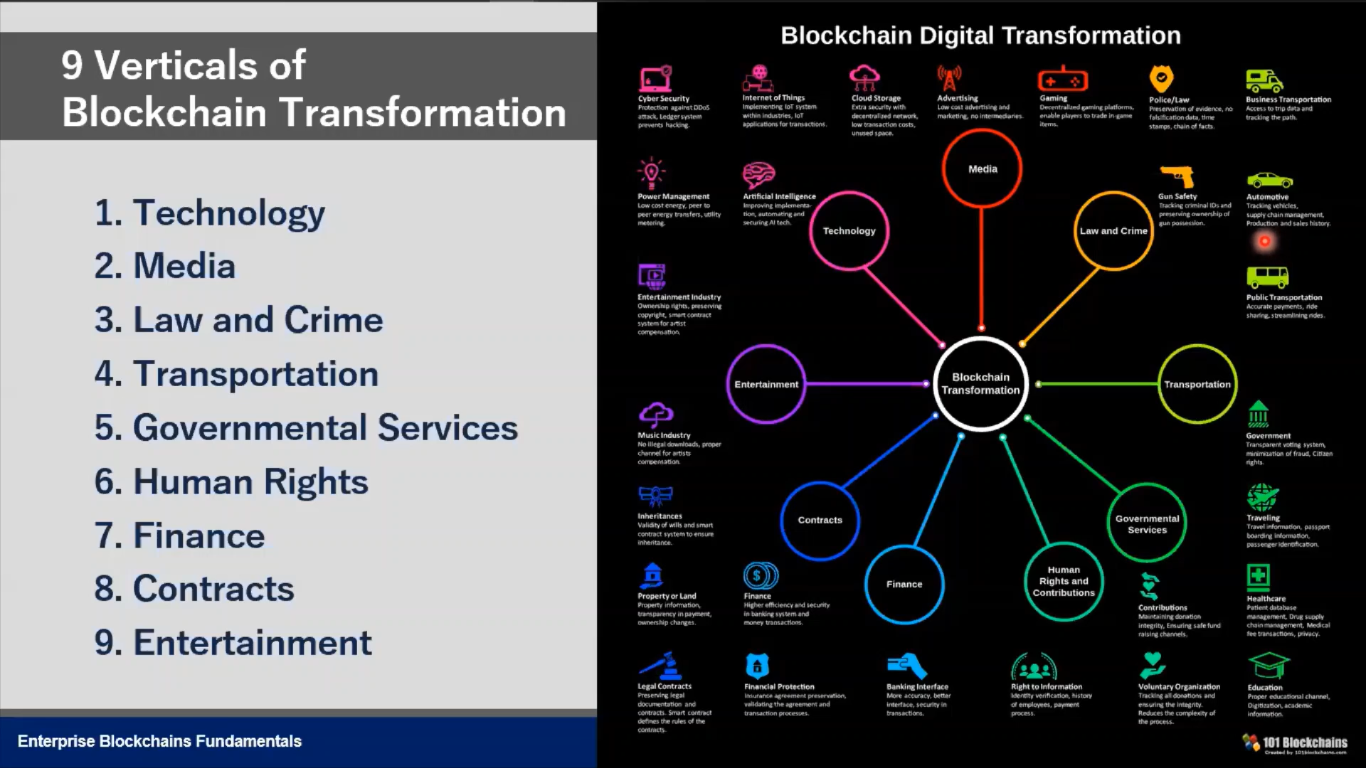 9 Verticals of
Blockchain Transformation
1. Technology
2. Media
3. Law and Crime
4. Transportation
5. Governmental Services
6. Human Rights
7. Finance
8. Contracts
9. Entertainment
Enterprise Blockchains Fundamentals
Blockchain Digital Transformation
Cyber Security
Protection against DDoS
attack, Ledger system
prevents hacking.
Internet of Things
Implementing IoT system
within industries, IoT
applications for transactions.
Cloud Storage
Extra security with
decentralized network,
low transaction costs,
unused space.
Advertising
Low cost advertising and
marketing, no intermediaries.
Gaming
Decentralized gaming platforms,
enable players to trade in-game
items.
Police/Law
Preservation of evidence, no
falsification data, time
stamps, chain of facts.
Business Transportation
Access to trip data and
tracking the path.
Power Management
Low cost energy, peer to
peer energy transfers, utility
metering.
Artificial Intelligence
Improving implementa-
tion, automating and
securing AI tech.
Gun Safety
Tracking criminal IDs and
preserving ownership of
gun possession.
Automotive
Tracking vehicles,
supply chain management,
Production and sales history.
Entertainment Industry
Ownership rights, preserving
copyright, smart contract
system for artist
compensation.
Public Transportation
Accurate payments, ride
sharing, streamlining rides.
Media
Technology
Law and Crime
Entertainment
Blockchain
Transformation
Transportation
Contracts
Governmental
Services
Finance
Human
Rights and
Contributions
Music Industry
No illegal downloads, proper
channel for artists
compensation.
Government
Transparent voting system,
minimization of fraud, Citizen
rights.
Inheritances
Validity of wills and smart
contract system to ensure
inheritance.
Traveling
Travel information, passport
boarding information,
passenger identification.
Property or Land
Property information,
transparency in payment,
ownership changes.
Finance
Higher efficiency and security
in banking system and
money transactions.
Contributions
Maintaining donation
integrity, Ensuring safe fund
raising channels.
Healthcare
Patient database
management, Drug supply
chain management, Medical
fee transactions, privacy.
Legal Contracts
Preserving legal
documentation and
contracts. Smart contract
defines the rules of the
contracts.
Financial Protection
Insurance agreement preservation,
validating the agreement and
transaction processes.
Banking Interface
More accuracy, better
interface, security in
transactions.
Right to Information
Identity verification, history
of employees, payment
process.
Voluntary Organization
Tracking all donations and
ensuring the integrity.
Reduces the complexity of
the process.
Education
Proper educational channel,
Digitization, academic
information.
101 Blockchains
Created by 101blockchains.com